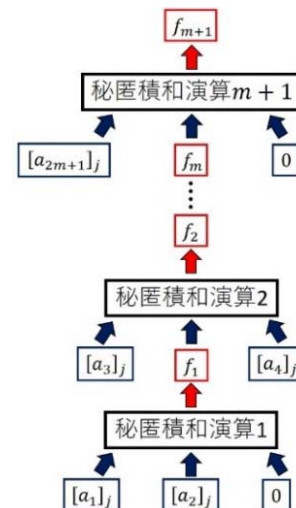 f_{m+1}
秘匿積和演算m + 1
[a_{2m+1}]_j f_m 0
f_2
秘匿積和演算2
[a_3]_j f_1 [a_4]_j
秘匿積和演算1
[a_1]_j [a_2]_j 0